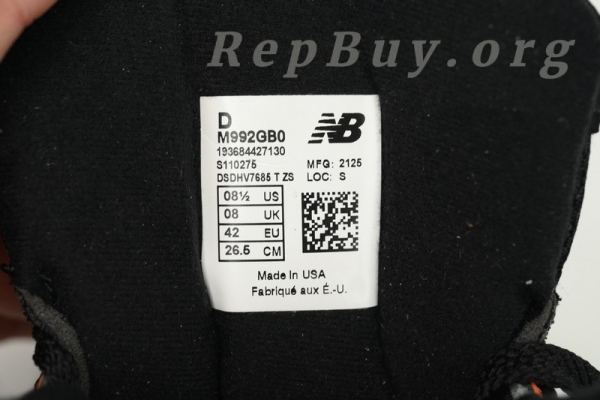 RepBuy.org
D
M992GB0
193684427130
S110275
DSDHV7685 T ZS
NB
MFG: 2125
LOC: S
08½ US
08 UK
42 EU
26.5 CM
Made In USA
Fabriqué aux É.-U.